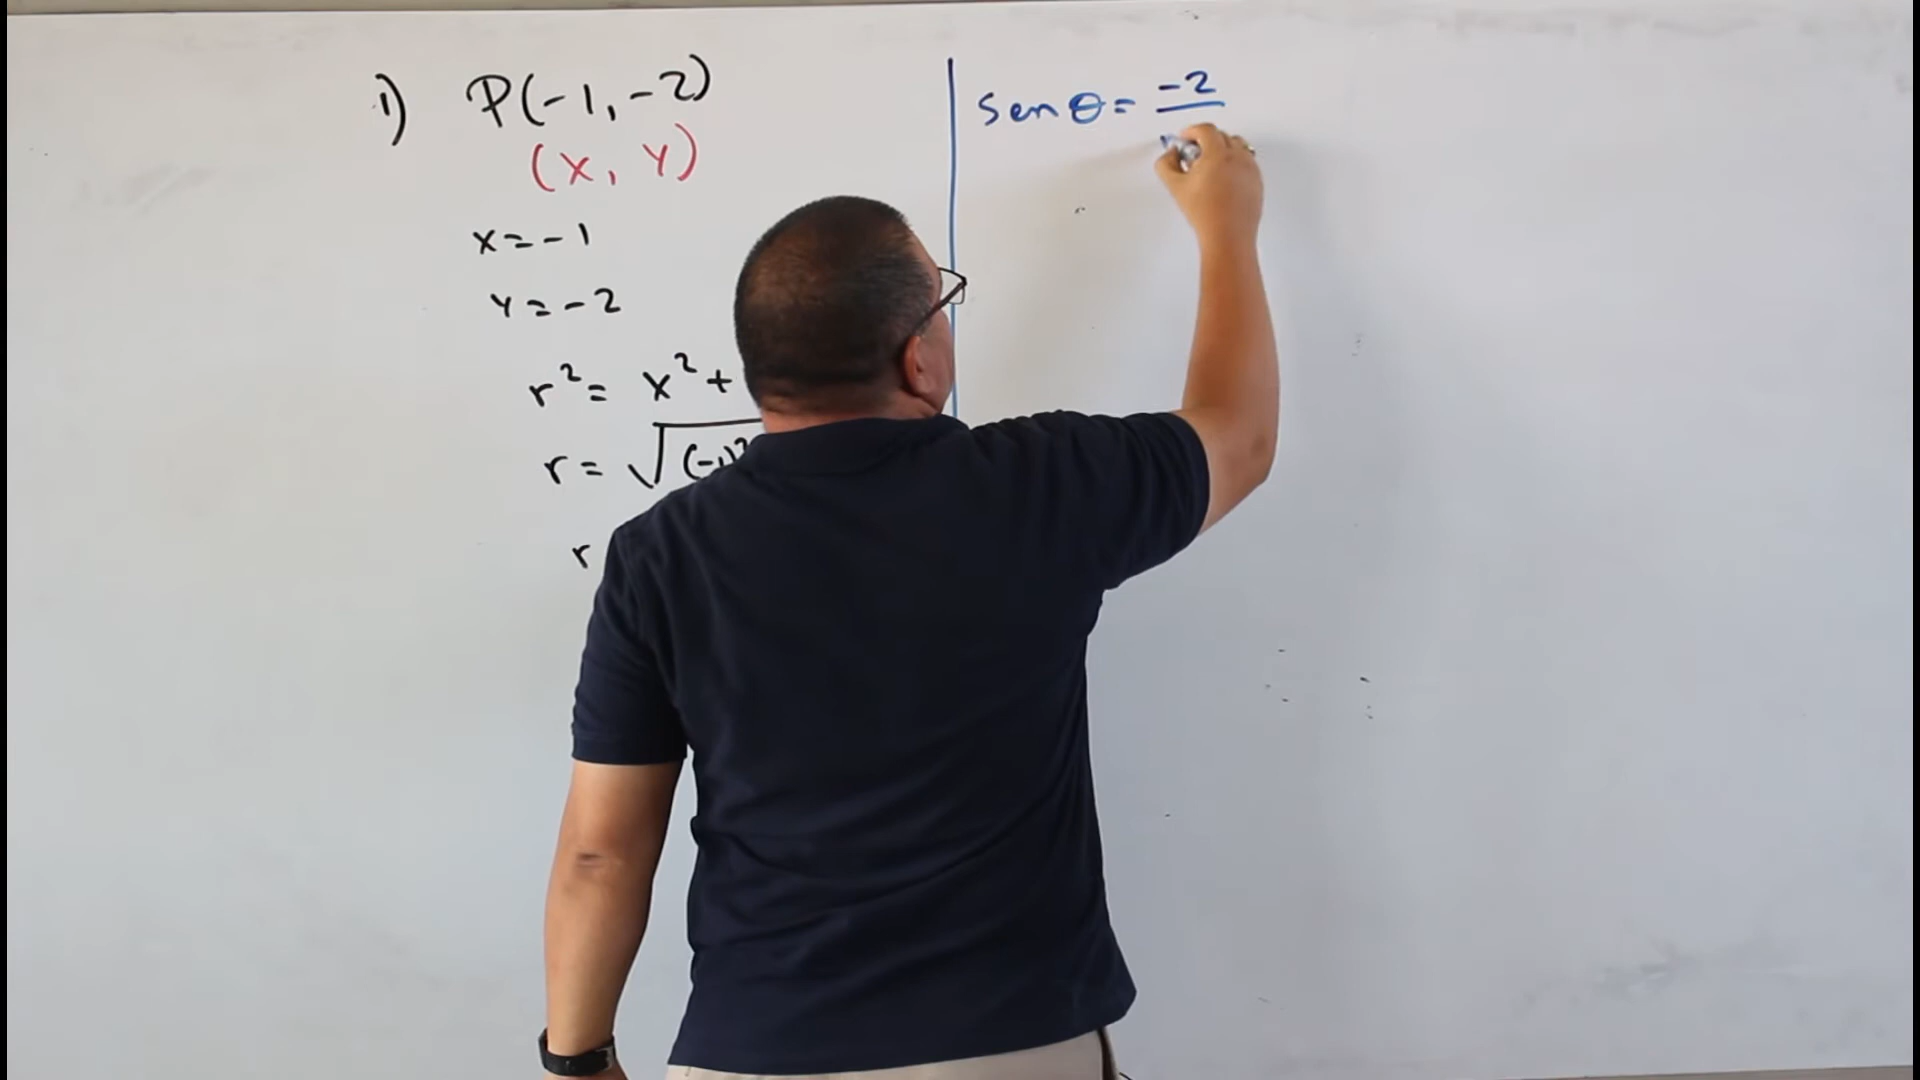 1) P(-1, -2)
(x, y)
x = -1
y = -2
r² = x² +
r = √(-1)²
r
Sen θ = -2/